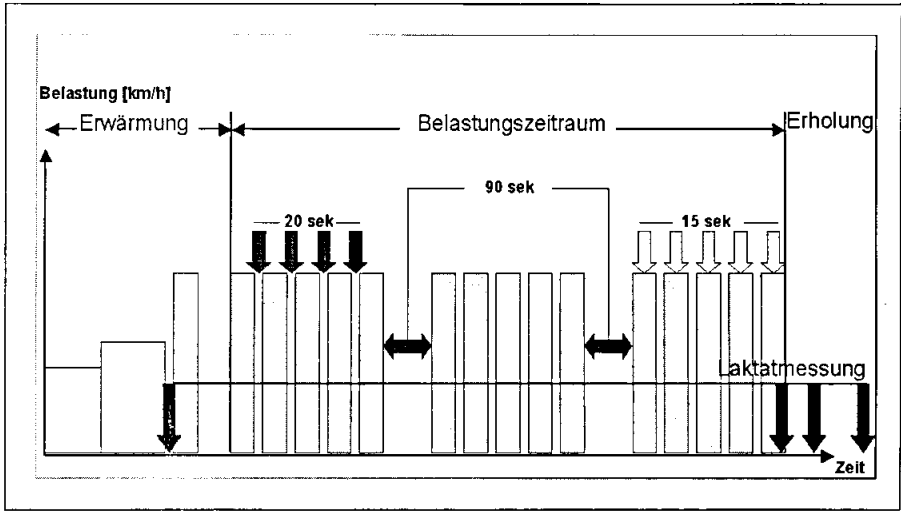 Belastung [km/h]
Erwärmung
Belastungszeitraum
Erholung
90 sek
20 sek
15 sek
Laktatmessung
Zeit